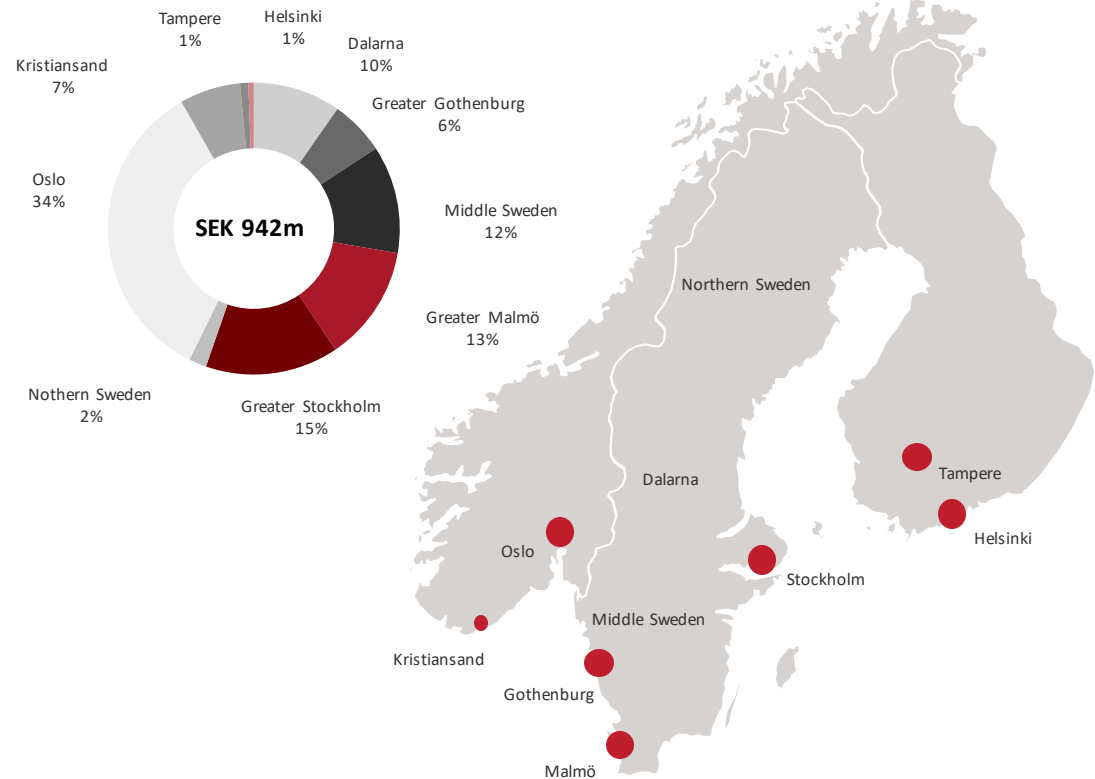 Tampere
1%
Helsinki
1%
Dalarna
10%
Kristiansand
7%
Greater Gothenburg
6%
Oslo
34%
SEK 942m
Middle Sweden
12%
Greater Malmö
13%
Nothern Sweden
2%
Greater Stockholm
15%
Northern Sweden
Dalarna
Tampere
Helsinki
Oslo
Stockholm
Middle Sweden
Kristiansand
Gothenburg
Malmö